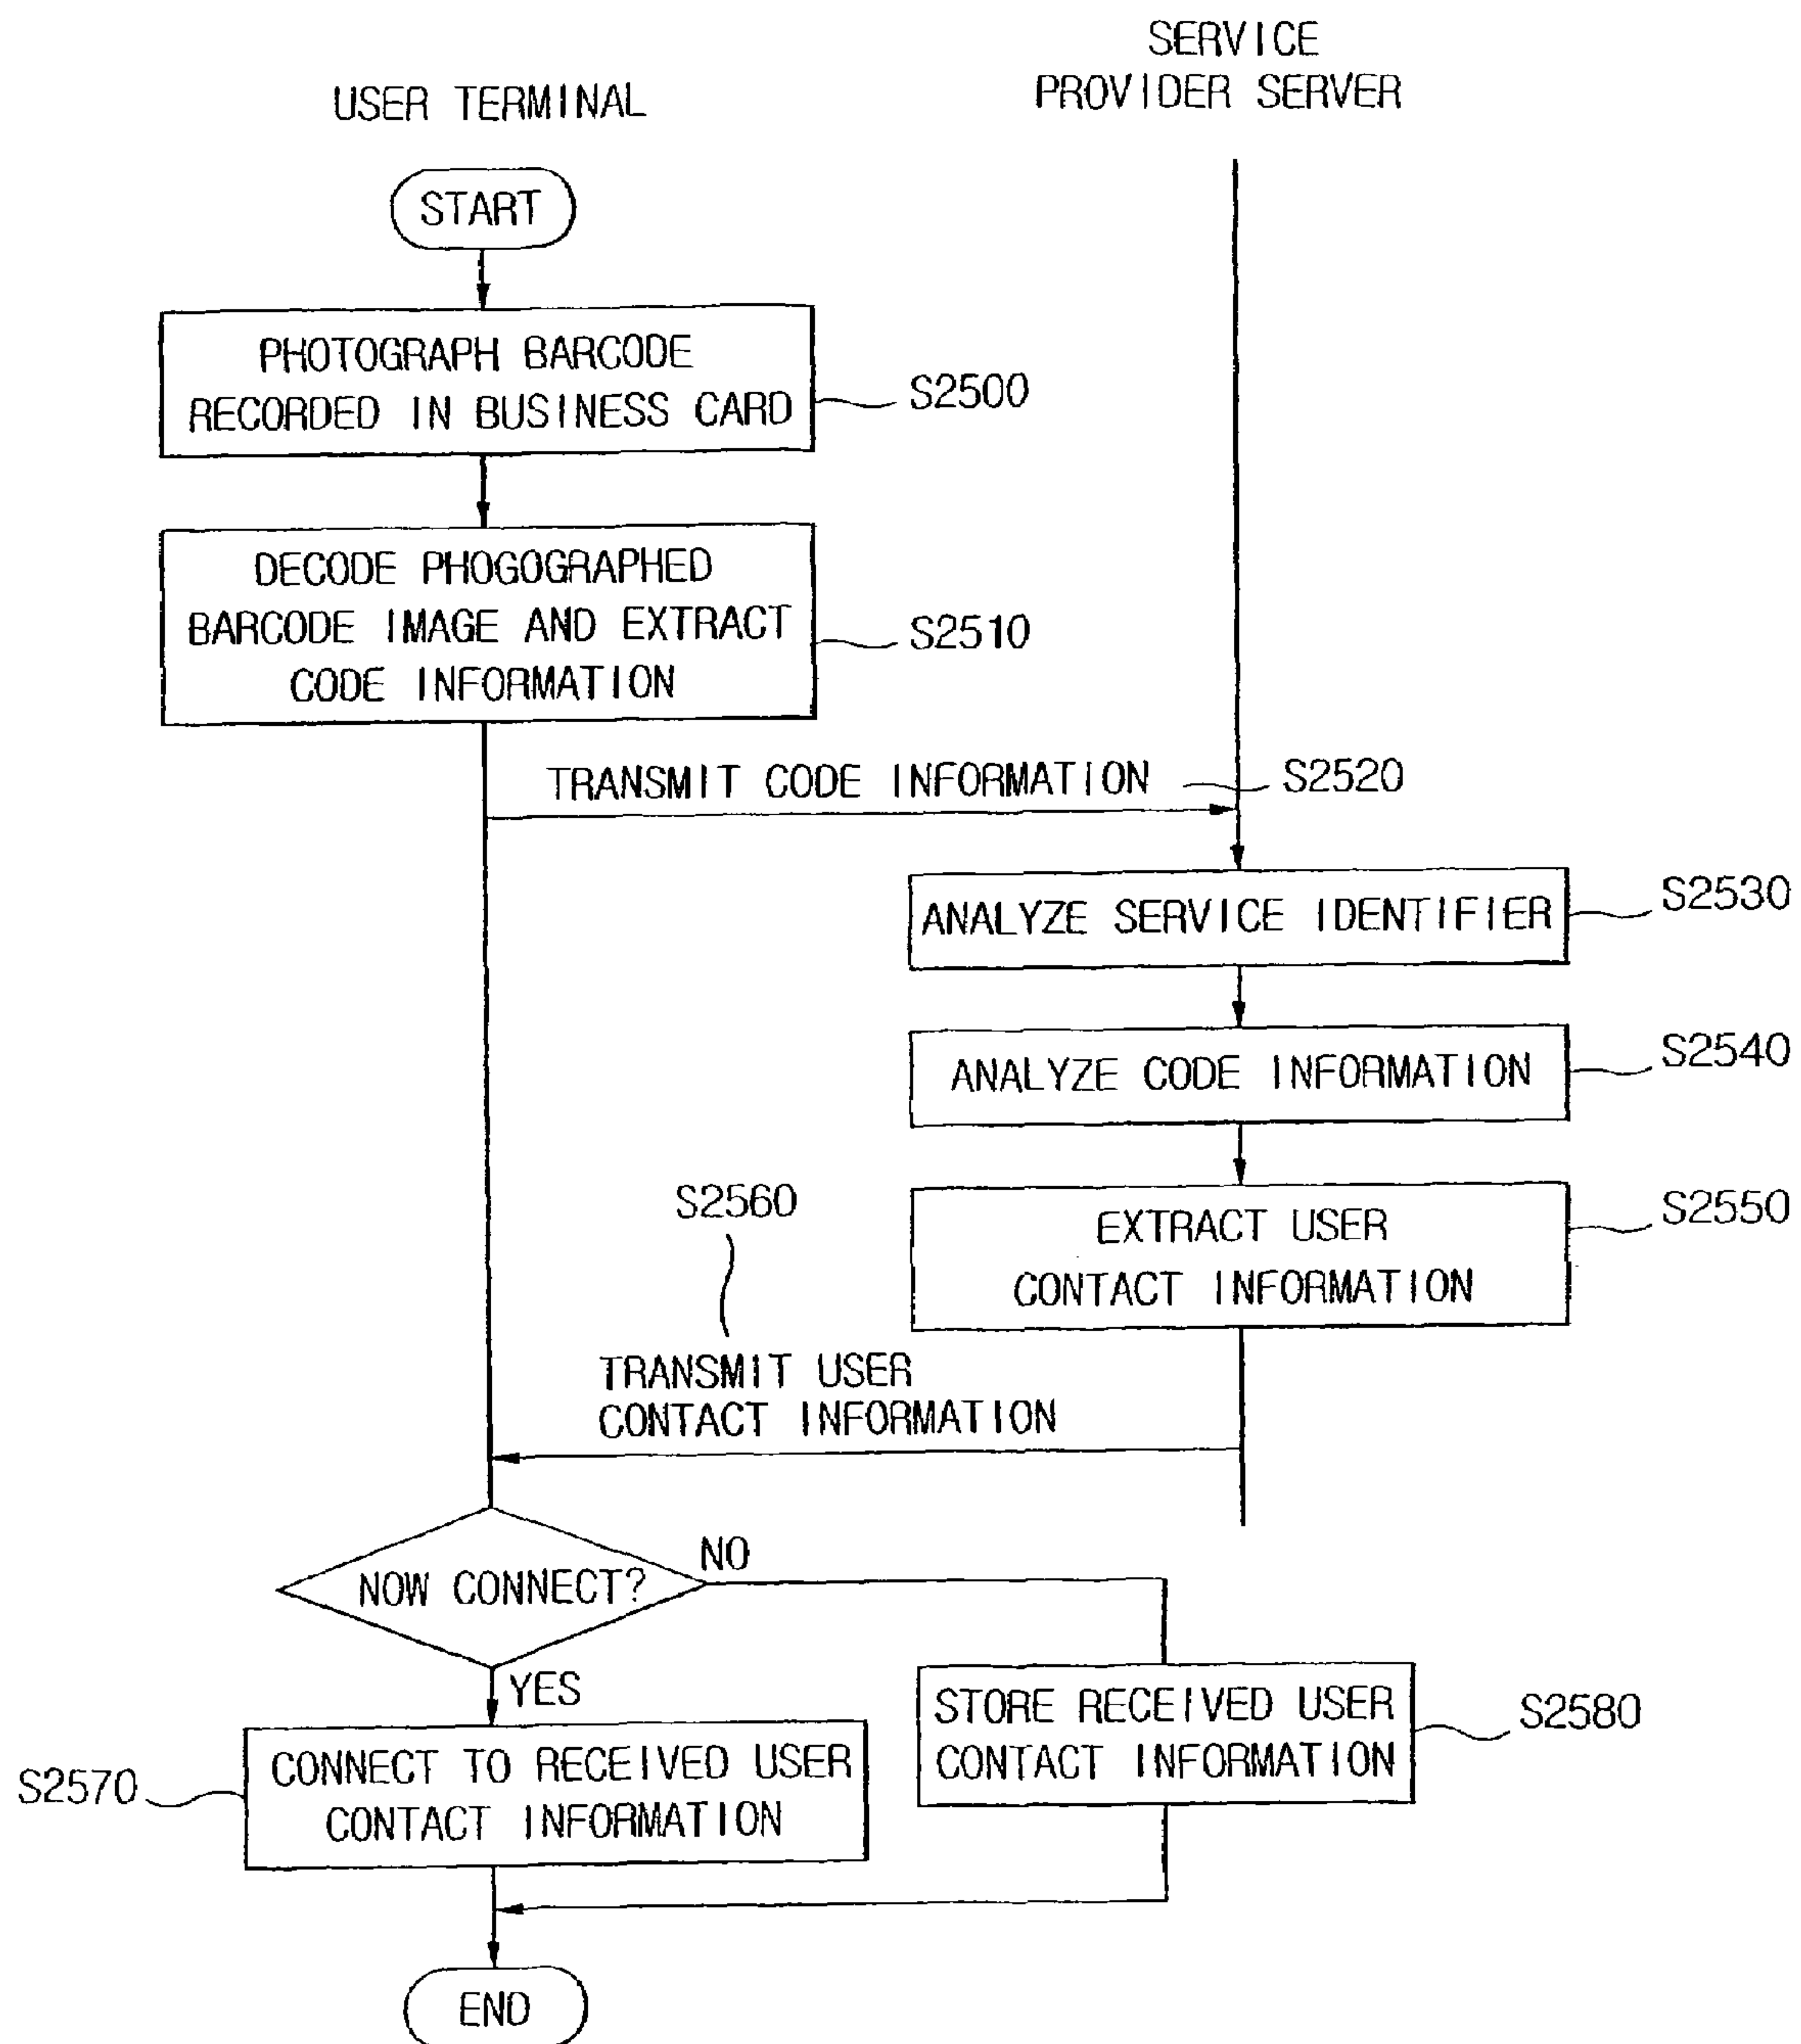 SERVICE
PROVIDER SERVER
USER TERMINAL
START
PHOTOGRAPH BARCODE
RECORDED IN BUSINESS CARD
S2500
DECODE PHOGOGRAPHED
BARCODE IMAGE AND EXTRACT
CODE INFORMATION
S2510
TRANSMIT CODE INFORMATION
S2520
ANALYZE SERVICE IDENTIFIER
S2530
ANALYZE CODE INFORMATION
S2540
EXTRACT USER
CONTACT INFORMATION
S2550
S2560
TRANSMIT USER
CONTACT INFORMATION
NOW CONNECT?
NO
YES
STORE RECEIVED USER
CONTACT INFORMATION
S2580
S2570
CONNECT TO RECEIVED USER
CONTACT INFORMATION
END